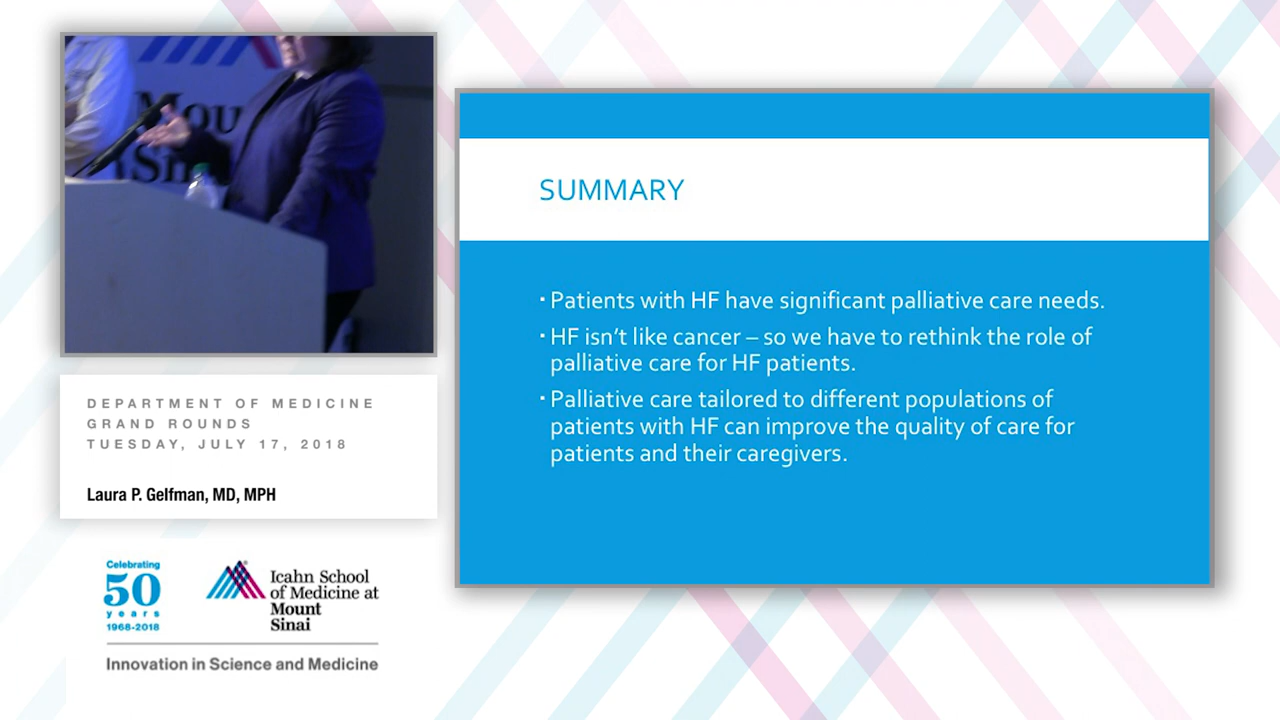 Mou
Sin
DEPARTMENT OF MEDICINE
GRAND ROUNDS
TUESDAY, JULY 17, 2018
Laura P. Gelfman, MD, MPH
Celebrating
50
years
1968-2018
Icahn School
of Medicine at
Mount
Sinai
Innovation in Science and Medicine
SUMMARY
▪ Patients with HF have significant palliative care needs.
▪ HF isn’t like cancer – so we have to rethink the role of
palliative care for HF patients.
▪ Palliative care tailored to different populations of
patients with HF can improve the quality of care for
patients and their caregivers.